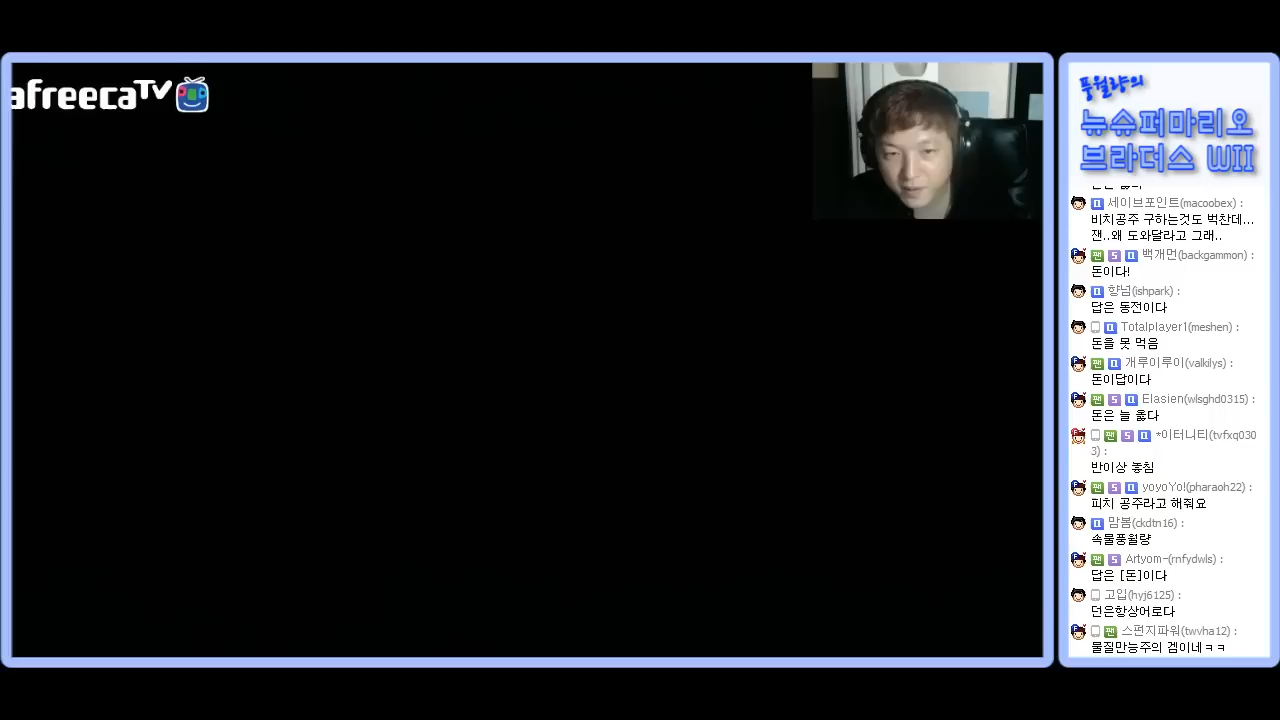 afreecaTV
풍월량의
뉴슈퍼마리오
브라더스 WII
세이브포인트(macoobex) :
비치공주 구하는것도 벅찬데...
쟨..왜 도와달라고 그래..
팬 S 백개먼(backgammon) :
돈이다!
향넘(ishpark) :
답은 동전이다
Totalplayer1(meshen) :
돈을 못 먹음
팬 개루이루이(valkilys) :
돈이답이다
팬 S Elasien(wlsghd0315) :
돈은 늘 옳다
팬 S *이터니티(tvfxq030
3) :
반이상 놓침
팬 S yoyoYo!(pharaoh22) :
피치 공주라고 해줘요
맘봄(ckdtn16) :
속물풍월량
팬 S Artyom-(rnfydwls) :
답은 [돈]이다
고입(hyj6125) :
던은항상어로다
팬 스펀지파워(twvha12) :
물질만능주의 겜이네ㅋㅋ